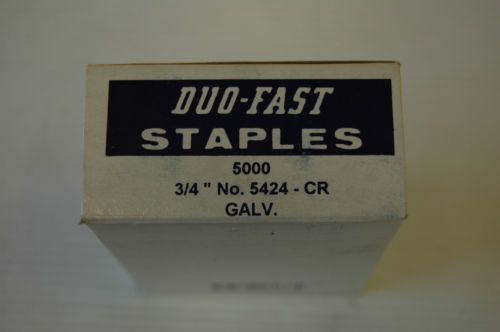 DUO-FAST
STAPLES
5000
3/4 " No. 5424 - CR
GALV.